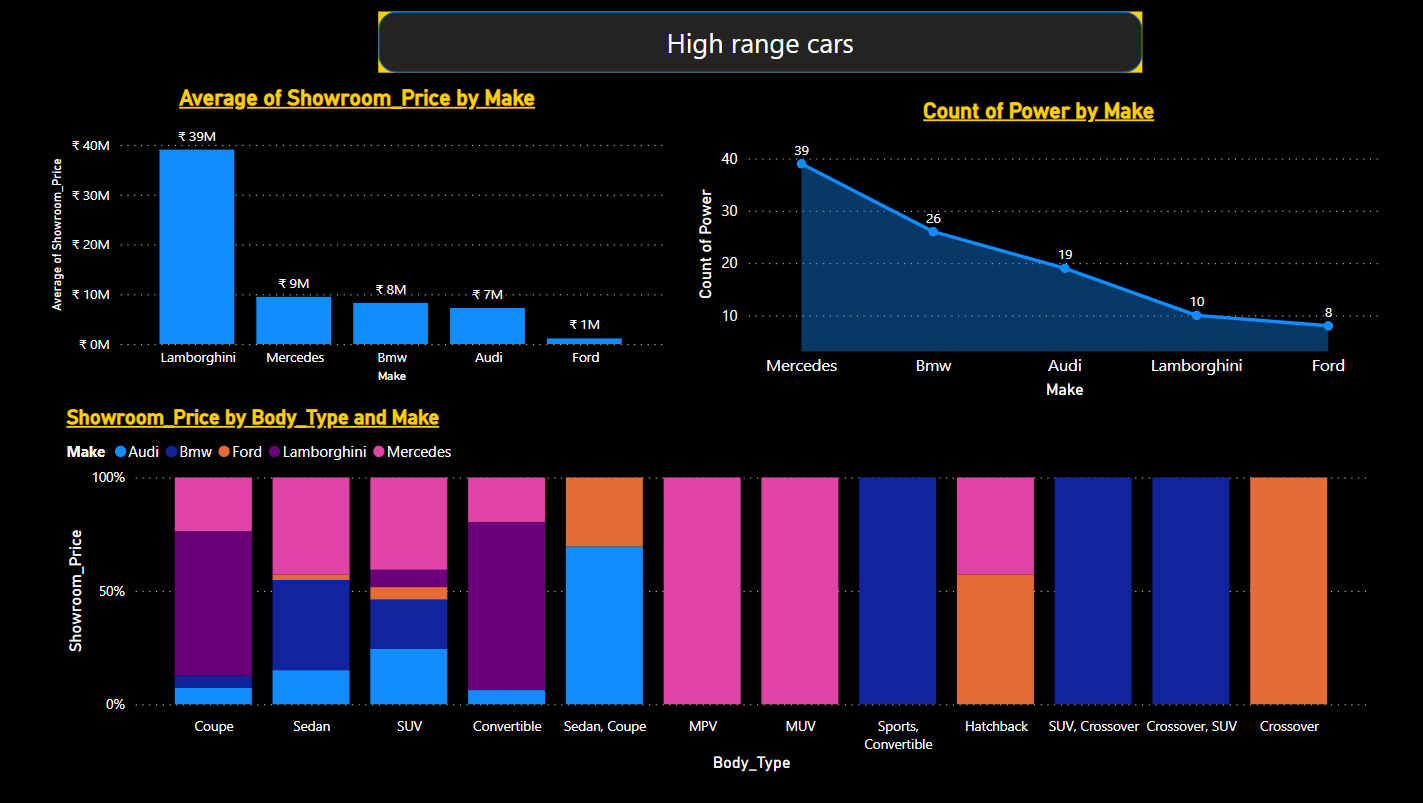 High range cars
Average of Showroom_Price by Make
Average of Showroom_Price
₹ 40M
₹ 30M
₹ 20M
₹ 10M
₹ 0M
₹ 39M
₹ 9M
₹ 8M
₹ 7M
₹ 1M
Lamborghini Mercedes Bmw Audi Ford
Make
Count of Power by Make
Count of Power
40
30
20
10
39
26
19
10
8
Mercedes Bmw Audi Lamborghini Ford
Make
Showroom_Price by Body_Type and Make
Make Audi Bmw Ford Lamborghini Mercedes
Showroom_Price
100%
50%
0%
Coupe Sedan SUV Convertible Sedan, Coupe MPV MUV Sports, Hatchback SUV, Crossover Crossover, SUV Crossover
Convertible
Body_Type